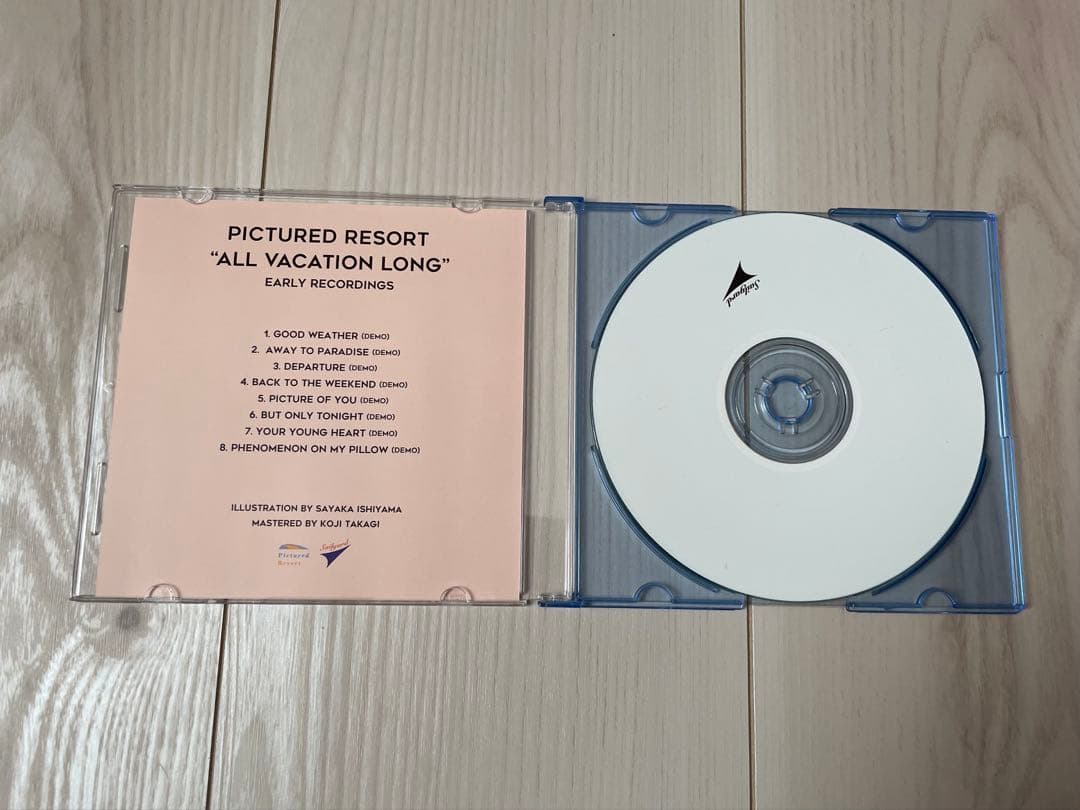 PICTURED RESORT
“ALL VACATION LONG”
EARLY RECORDINGS
1. GOOD WEATHER (DEMO)
2. AWAY TO PARADISE (DEMO)
3. DEPARTURE (DEMO)
4. BACK TO THE WEEKEND (DEMO)
5. PICTURE OF YOU (DEMO)
6. BUT ONLY TONIGHT (DEMO)
7. YOUR YOUNG HEART (DEMO)
8. PHENOMENON ON MY PILLOW (DEMO)
ILLUSTRATION BY SAYAKA ISHIYAMA
MASTERED BY KOJI TAKAGI
Pictured
Resort
Sailyard
Sailyard